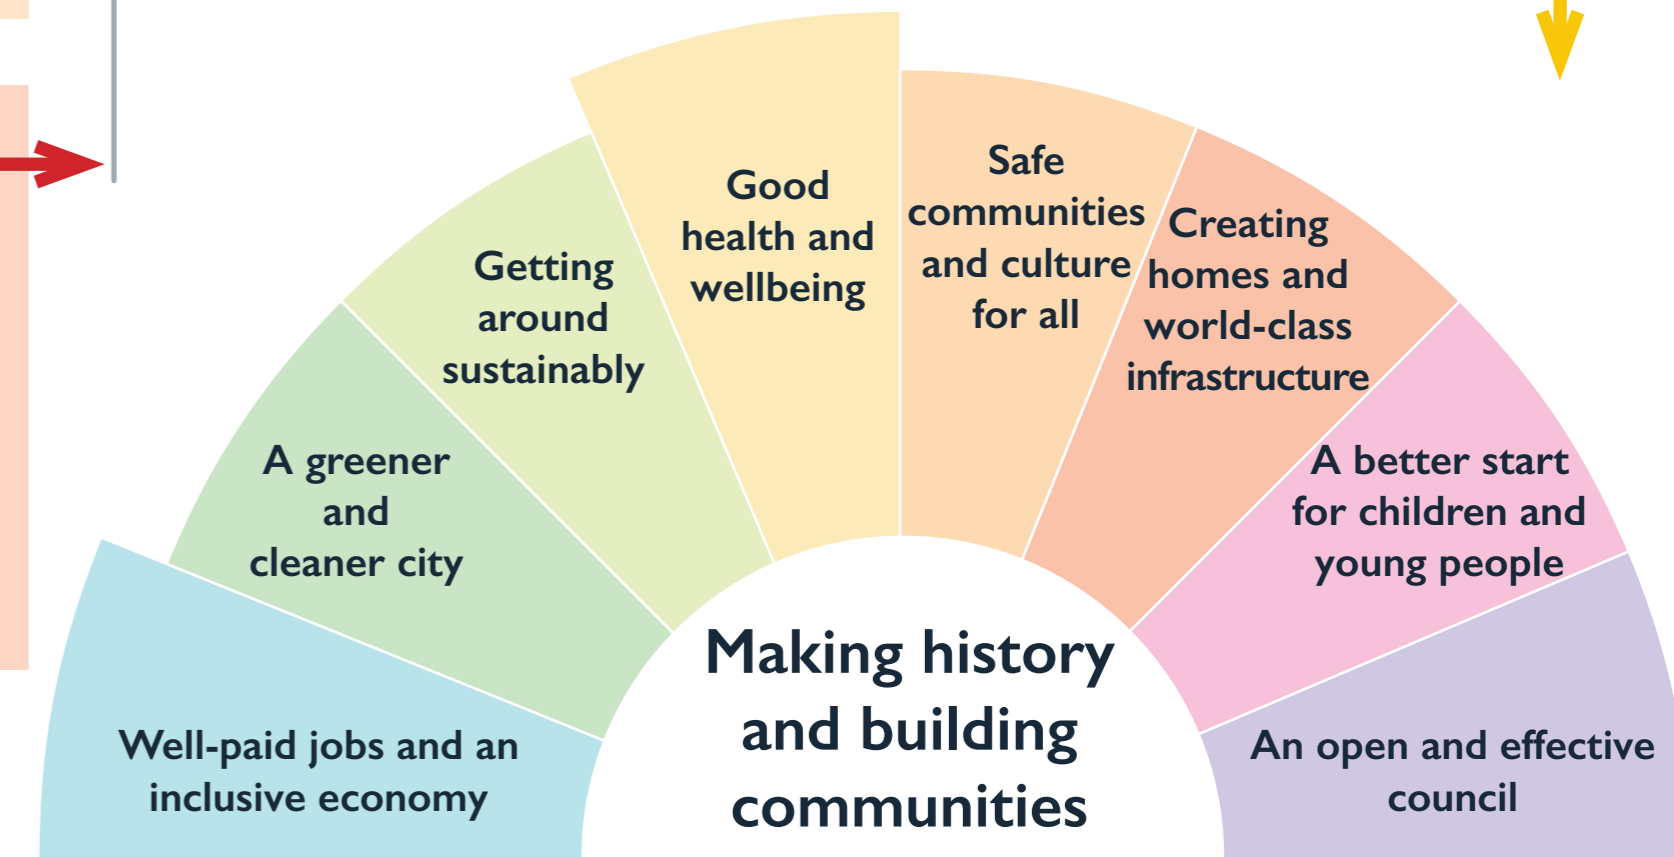 Good
health and
wellbeing
Safe
communities
and culture
for all
Creating
homes and
world-class
infrastructure
Getting
around
sustainably
A greener
and
cleaner city
A better start
for children and
young people
Well-paid jobs and an
inclusive economy
Making history
and building
communities
An open and effective
council